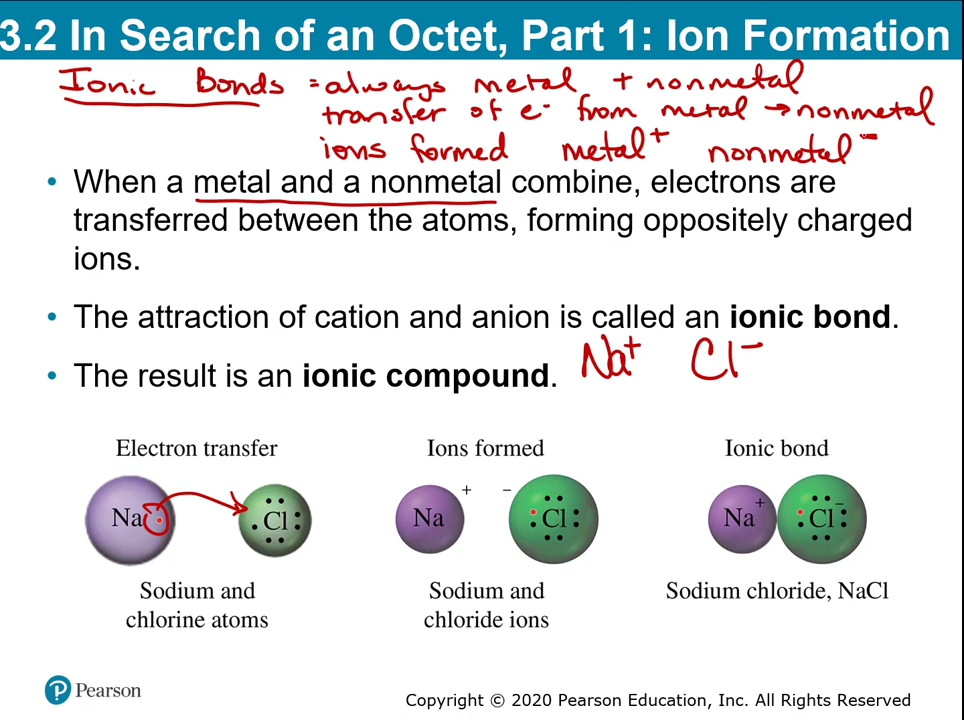 3.2 In Search of an Octet, Part 1: Ion Formation
Ionic Bonds = always metal + nonmetal
transfer of e⁻ from metal → nonmetal
ions formed metal⁺ nonmetal⁻
• When a metal and a nonmetal combine, electrons are
transferred between the atoms, forming oppositely charged
ions.
• The attraction of cation and anion is called an ionic bond.
• The result is an ionic compound.
Na⁺ Cl⁻
Electron transfer
Na Cl
Sodium and
chlorine atoms
Ions formed
Na + − Cl
Sodium and
chloride ions
Ionic bond
Na + Cl −
Sodium chloride, NaCl
P Pearson
Copyright © 2020 Pearson Education, Inc. All Rights Reserved